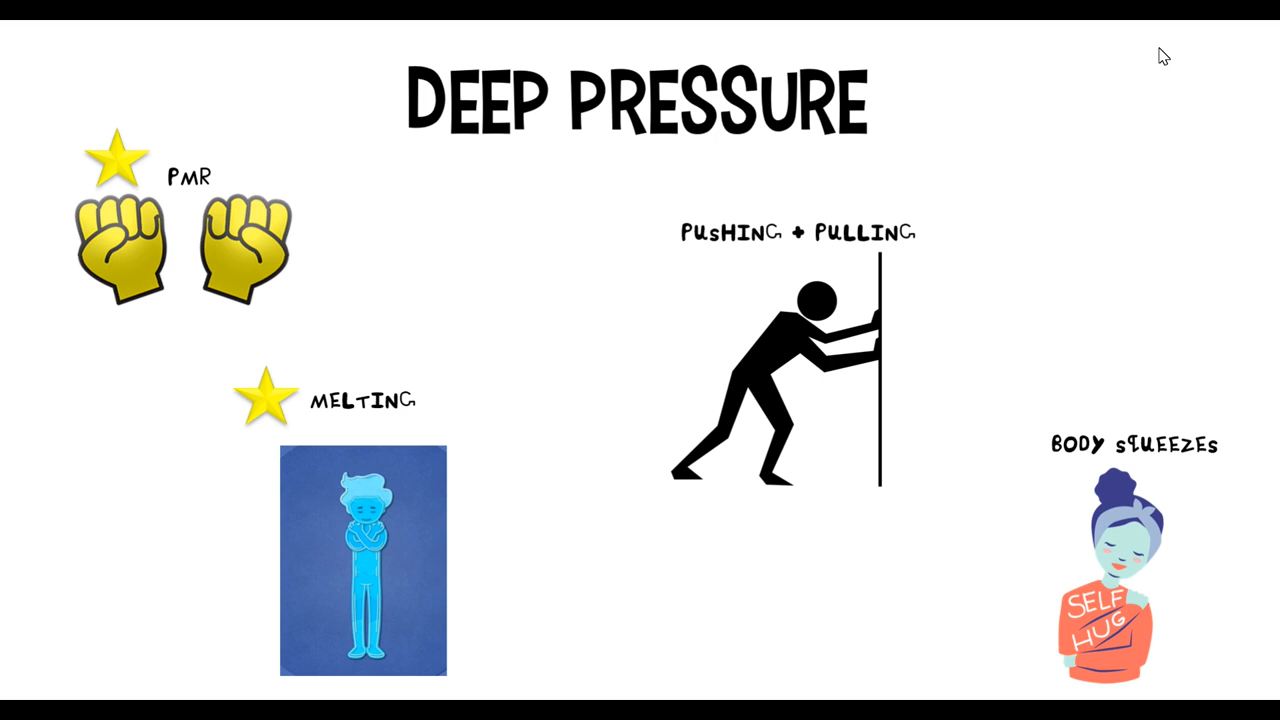 DEEP PRESSURE
PMR
PUSHING + PULLING
MELTING
BODY SQUEEZES
SELF
HUG